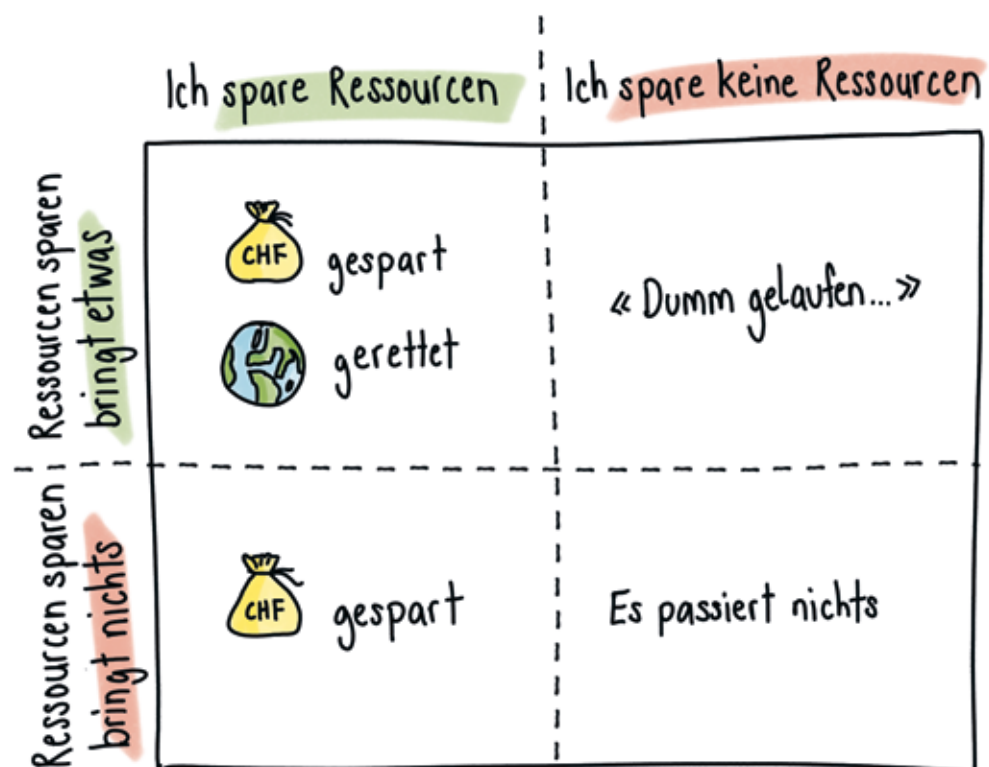 Ich spare Ressourcen
Ich spare keine Ressourcen
Ressourcen sparen
bringt etwas
CHF gespart
gerettet
« Dumm gelaufen... »
Ressourcen sparen
bringt nichts
CHF gespart
Es passiert nichts